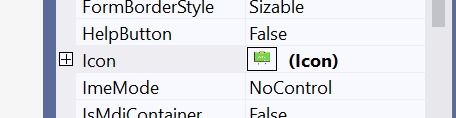 FormBorderStyle Sizable
HelpButton False
Icon (Icon)
ImeMode NoControl
IsMdiContainer False